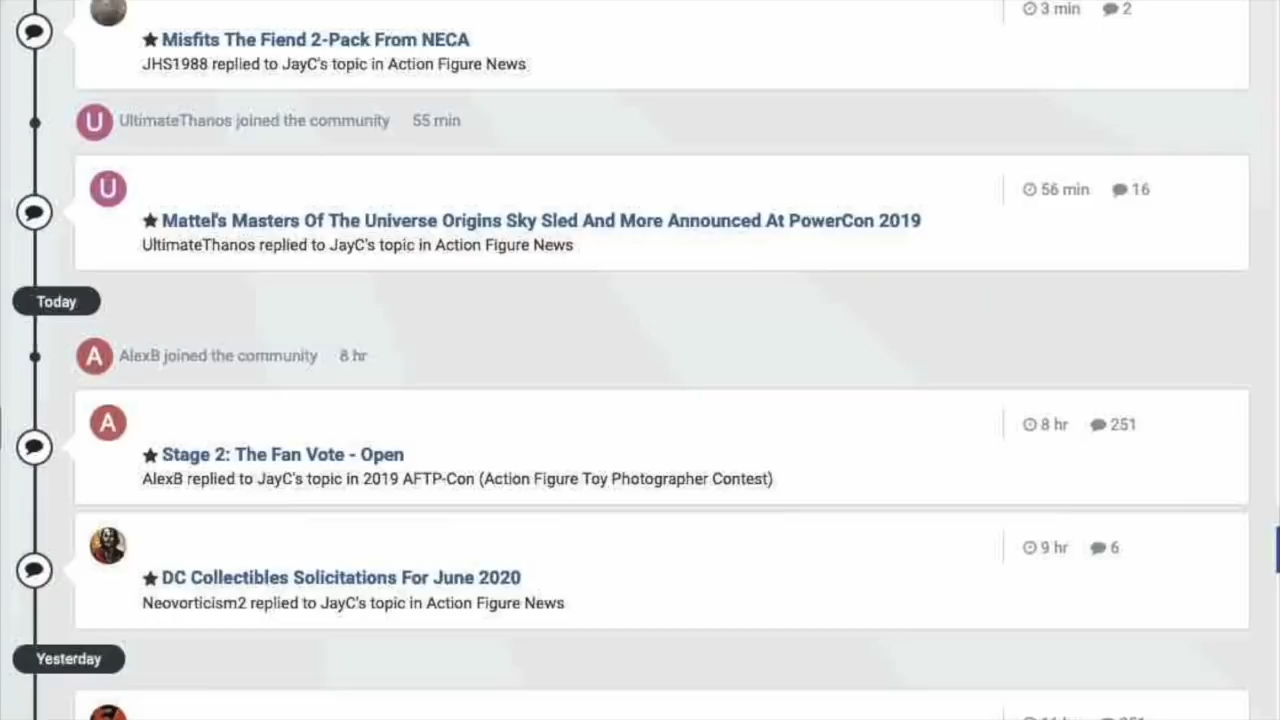 3 min 2
Misfits The Fiend 2-Pack From NECA
JHS1988 replied to JayC's topic in Action Figure News
U UltimateThanos joined the community 55 min
U 56 min 16
Mattel's Masters Of The Universe Origins Sky Sled And More Announced At PowerCon 2019
UltimateThanos replied to JayC's topic in Action Figure News
Today
A AlexB joined the community 8 hr
A 8 hr 251
Stage 2: The Fan Vote - Open
AlexB replied to JayC's topic in 2019 AFTP-Con (Action Figure Toy Photographer Contest)
9 hr 6
DC Collectibles Solicitations For June 2020
Neovorticism2 replied to JayC's topic in Action Figure News
Yesterday